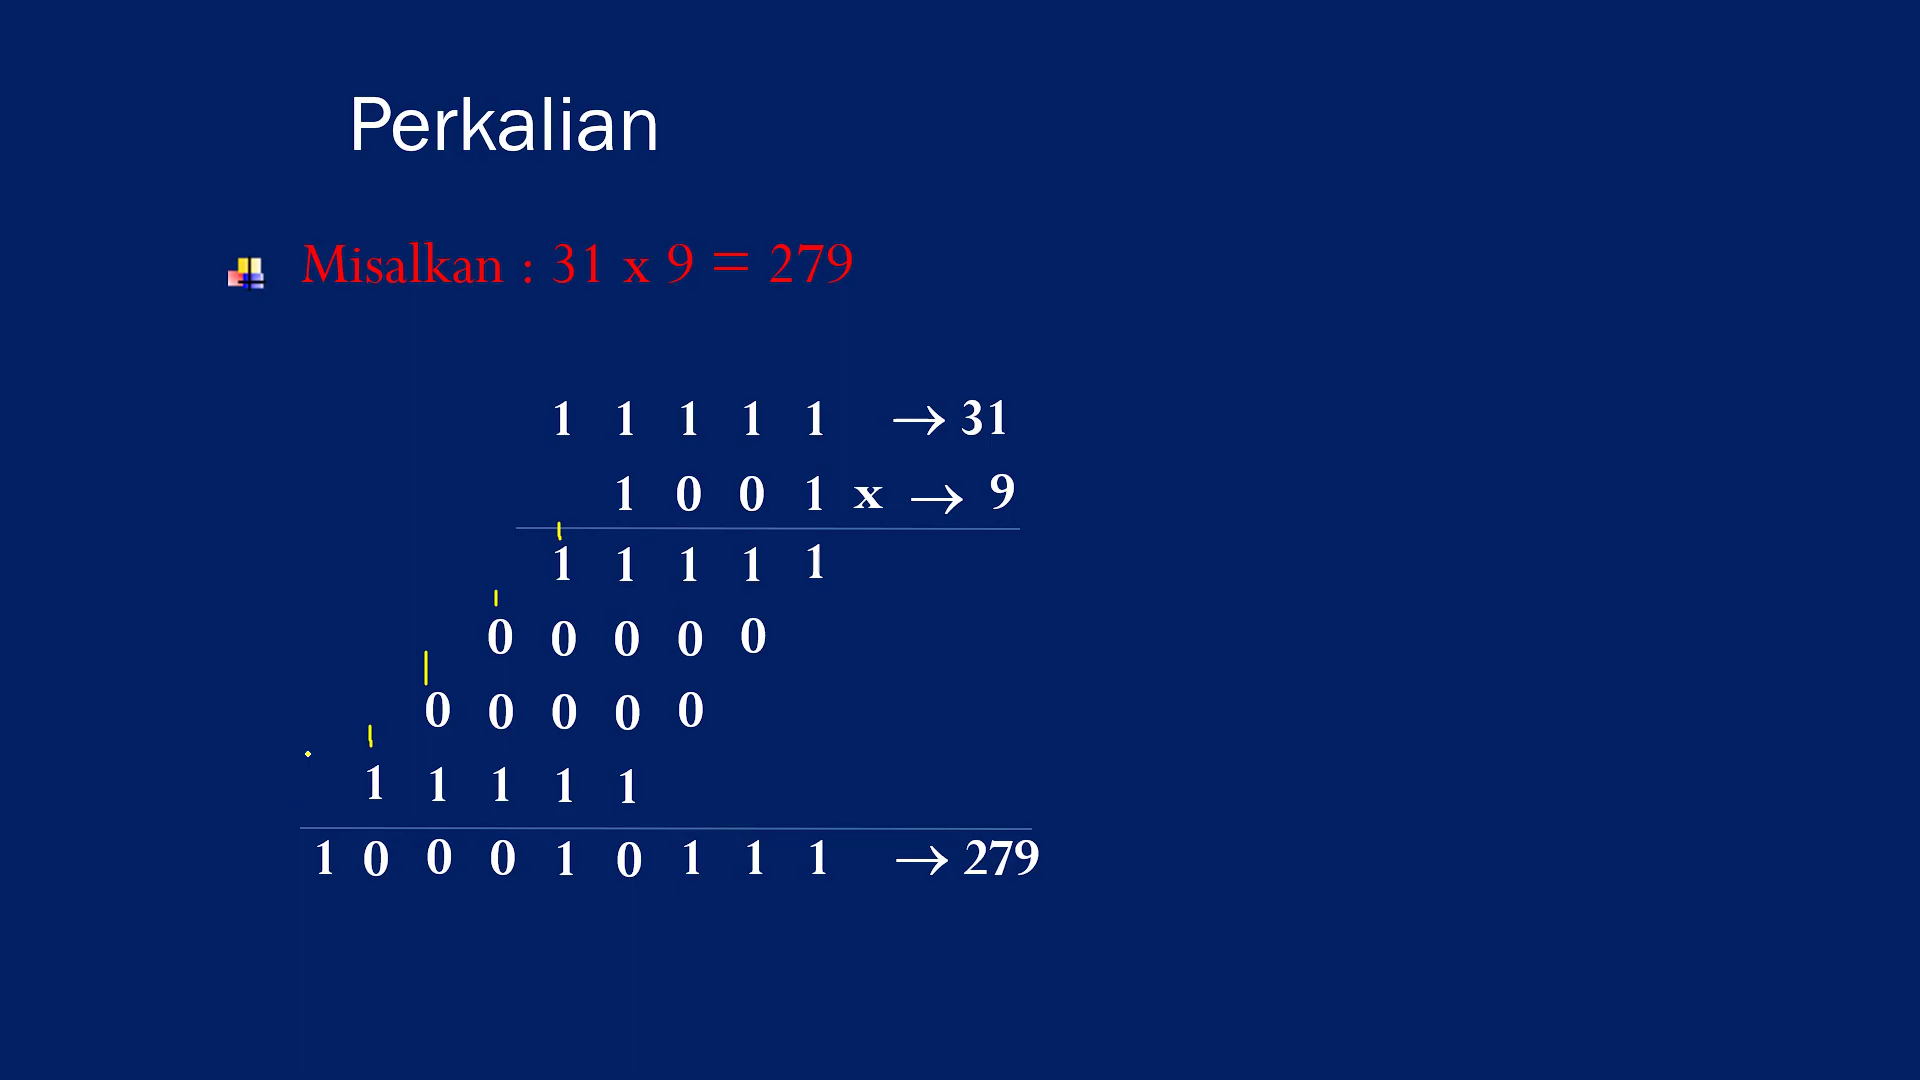 Perkalian
Misalkan : 31 x 9 = 279
1 1 1 1 1 → 31
1 0 0 1 x → 9
1 1 1 1 1
0 0 0 0 0
0 0 0 0 0
1 1 1 1 1
1 0 0 0 1 0 1 1 1 → 279